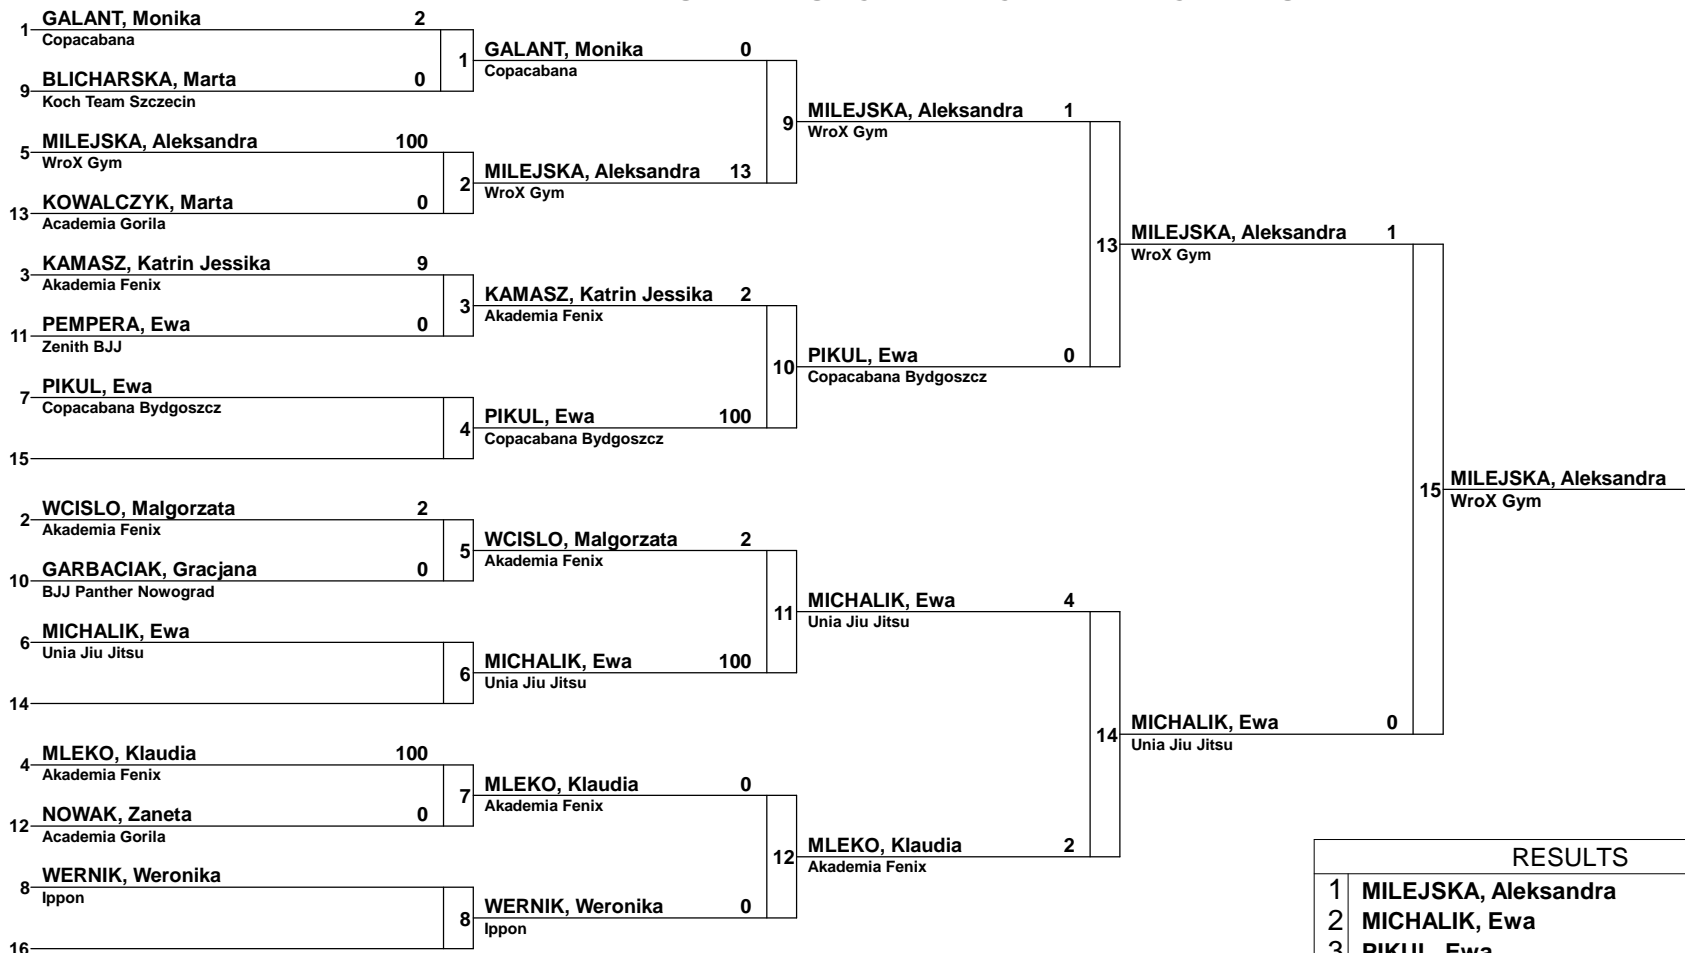 GALANT, Monika 2
1 Copacabana
BLICHARSKA, Marta 0
9 Koch Team Szczecin
1
MILEJSKA, Aleksandra 100
5 WroX Gym
KOWALCZYK, Marta 0
13 Academia Gorila
2
KAMASZ, Katrin Jessika 9
3 Akademia Fenix
PEMPERA, Ewa 0
11 Zenith BJJ
3
PIKUL, Ewa
7 Copacabana Bydgoszcz
15
4
WCISLO, Malgorzata 2
2 Akademia Fenix
GARBACIAK, Gracjana 0
10 BJJ Panther Nowograd
5
MICHALIK, Ewa
6 Unia Jiu Jitsu
14
6
MLEKO, Klaudia 100
4 Akademia Fenix
NOWAK, Zaneta 0
12 Academia Gorila
7
WERNIK, Weronika
8 Ippon
16
8
GALANT, Monika 0
Copacabana
MILEJSKA, Aleksandra 13
WroX Gym
9
KAMASZ, Katrin Jessika 2
Akademia Fenix
PIKUL, Ewa 100
Copacabana Bydgoszcz
10
WCISLO, Malgorzata 2
Akademia Fenix
MICHALIK, Ewa 100
Unia Jiu Jitsu
11
MLEKO, Klaudia 0
Akademia Fenix
WERNIK, Weronika 0
Ippon
12
MILEJSKA, Aleksandra 1
WroX Gym
PIKUL, Ewa 0
Copacabana Bydgoszcz
13
MICHALIK, Ewa 4
Unia Jiu Jitsu
MLEKO, Klaudia 2
Akademia Fenix
14
MILEJSKA, Aleksandra 1
WroX Gym
MICHALIK, Ewa 0
Unia Jiu Jitsu
15
MILEJSKA, Aleksandra
WroX Gym
RESULTS
1 MILEJSKA, Aleksandra
2 MICHALIK, Ewa
3 PIKUL, Ewa